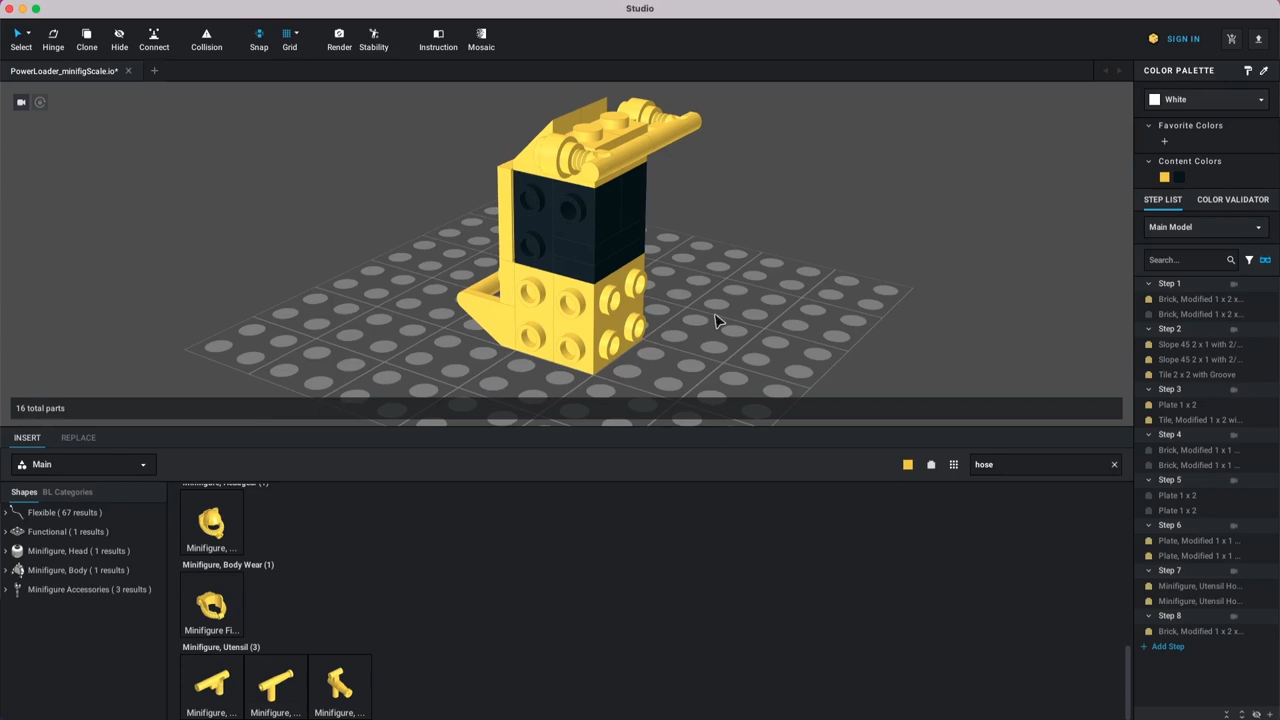 Studio
Select
Hinge
Clone
Hide
Connect
Collision
Snap
Grid
Render
Stability
Instruction
Mosaic
SIGN IN
PowerLoader_minifigScale.io*
COLOR PALETTE
White
Favorite Colors
Content Colors
STEP LIST
COLOR VALIDATOR
Main Model
Search...
Step 1
Brick, Modified 1 x 2 x...
Brick, Modified 1 x 2 x...
Step 2
Slope 45 2 x 1 with 2/...
Slope 45 2 x 1 with 2/...
Tile 2 x 2 with Groove
Step 3
Plate 1 x 2
Tile, Modified 1 x 2 wi...
Step 4
Brick, Modified 1 x 1 ...
Brick, Modified 1 x 1 ...
Step 5
Plate 1 x 2
Plate 1 x 2
Step 6
Plate, Modified 1 x 1 ...
Plate, Modified 1 x 1 ...
Step 7
Minifigure, Utensil Ho...
Minifigure, Utensil Ho...
Step 8
Brick, Modified 1 x 2 x...
+ Add Step
16 total parts
INSERT
REPLACE
Main
hose
Shapes
BL Categories
Flexible ( 67 results )
Functional ( 1 results )
Minifigure, Head ( 1 results )
Minifigure, Body ( 1 results )
Minifigure Accessories ( 3 results )
Minifigure, Headgear (1)
Minifigure, ...
Minifigure, Body Wear (1)
Minifigure Fi...
Minifigure, Utensil (3)
Minifigure, ...
Minifigure, ...
Minifigure, ...